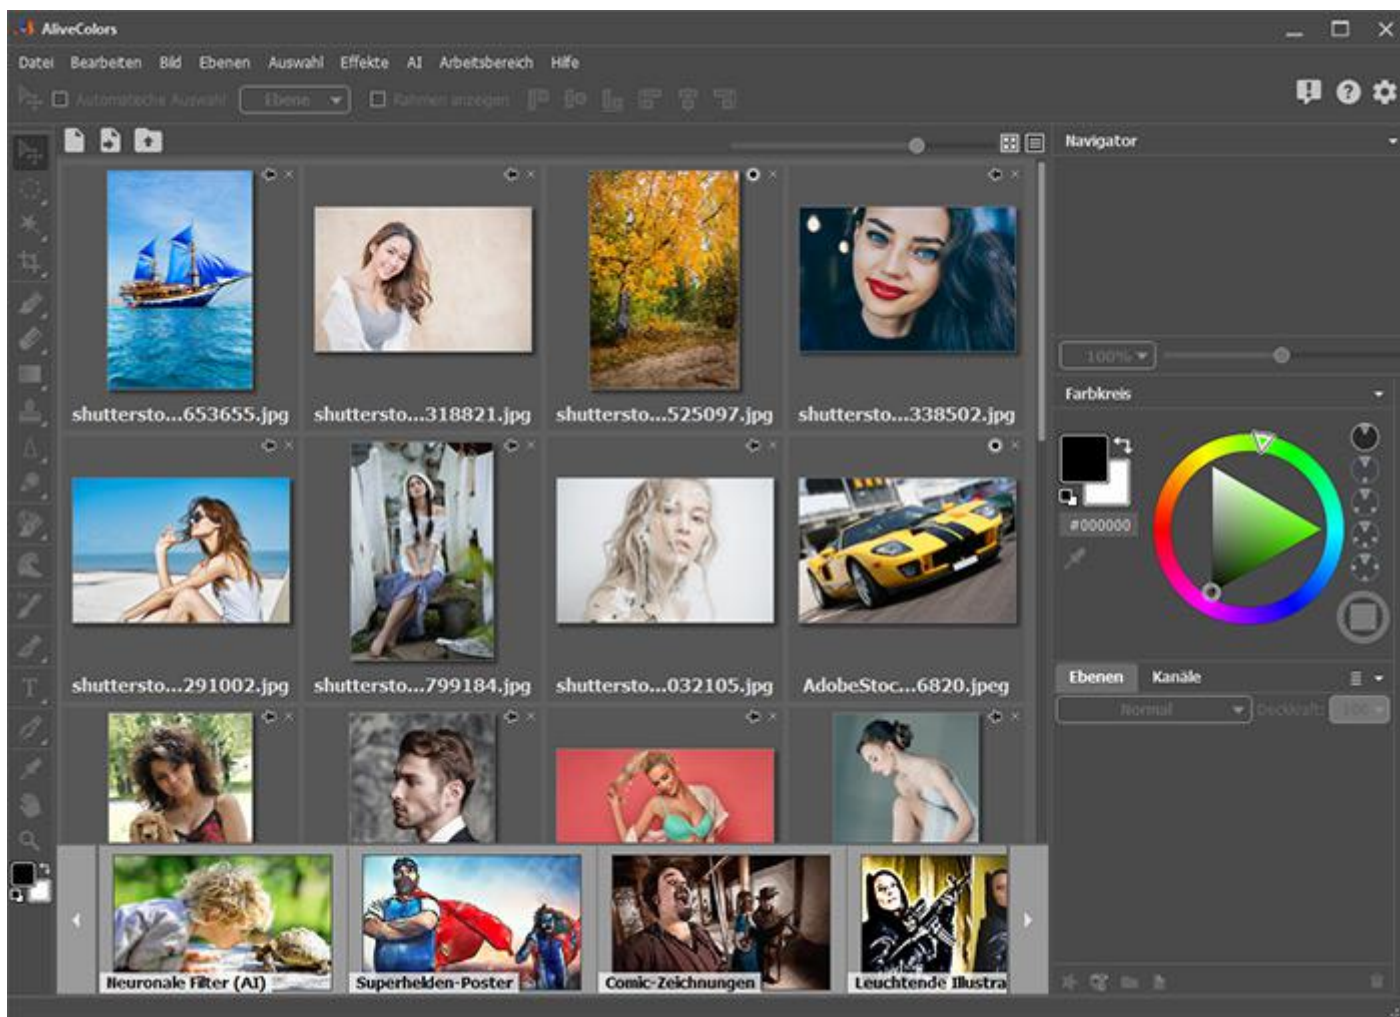 AliveColors
Datei Bearbeiten Bild Ebenen Auswahl Effekte AI Arbeitsbereich Hilfe
Automatische Auswahl Ebene Rahmen anzeigen
Navigator
shuttersto...653655.jpg shuttersto...318821.jpg shuttersto...525097.jpg shuttersto...338502.jpg
100%
Farbkreis
#000000
shuttersto...291002.jpg shuttersto...799184.jpg shuttersto...032105.jpg AdobeStoc...6820.jpeg
Ebenen Kanäle
Normal Deckkraft: 100
Neuronale Filter (AI) Superhelden-Poster Comic-Zeichnungen Leuchtende Illustra